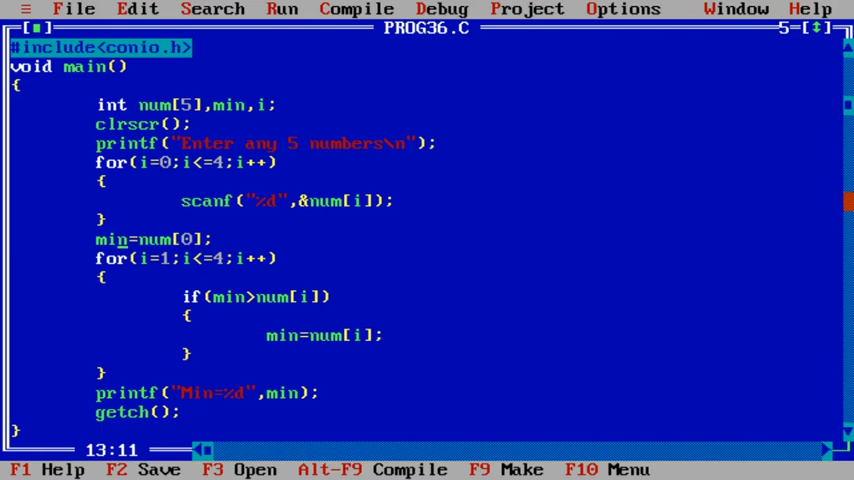 ≡ File Edit Search Run Compile Debug Project Options Window Help
[■] PROG36.C 5=[↕]
#include<conio.h>
void main()
{
int num[5],min,i;
clrscr();
printf("Enter any 5 numbers\n");
for(i=0;i<=4;i++)
{
scanf("%d",&num[i]);
}
min=num[0];
for(i=1;i<=4;i++)
{
if(min>num[i])
{
min=num[i];
}
}
printf("Min=%d",min);
getch();
}
13:11
F1 Help F2 Save F3 Open Alt-F9 Compile F9 Make F10 Menu